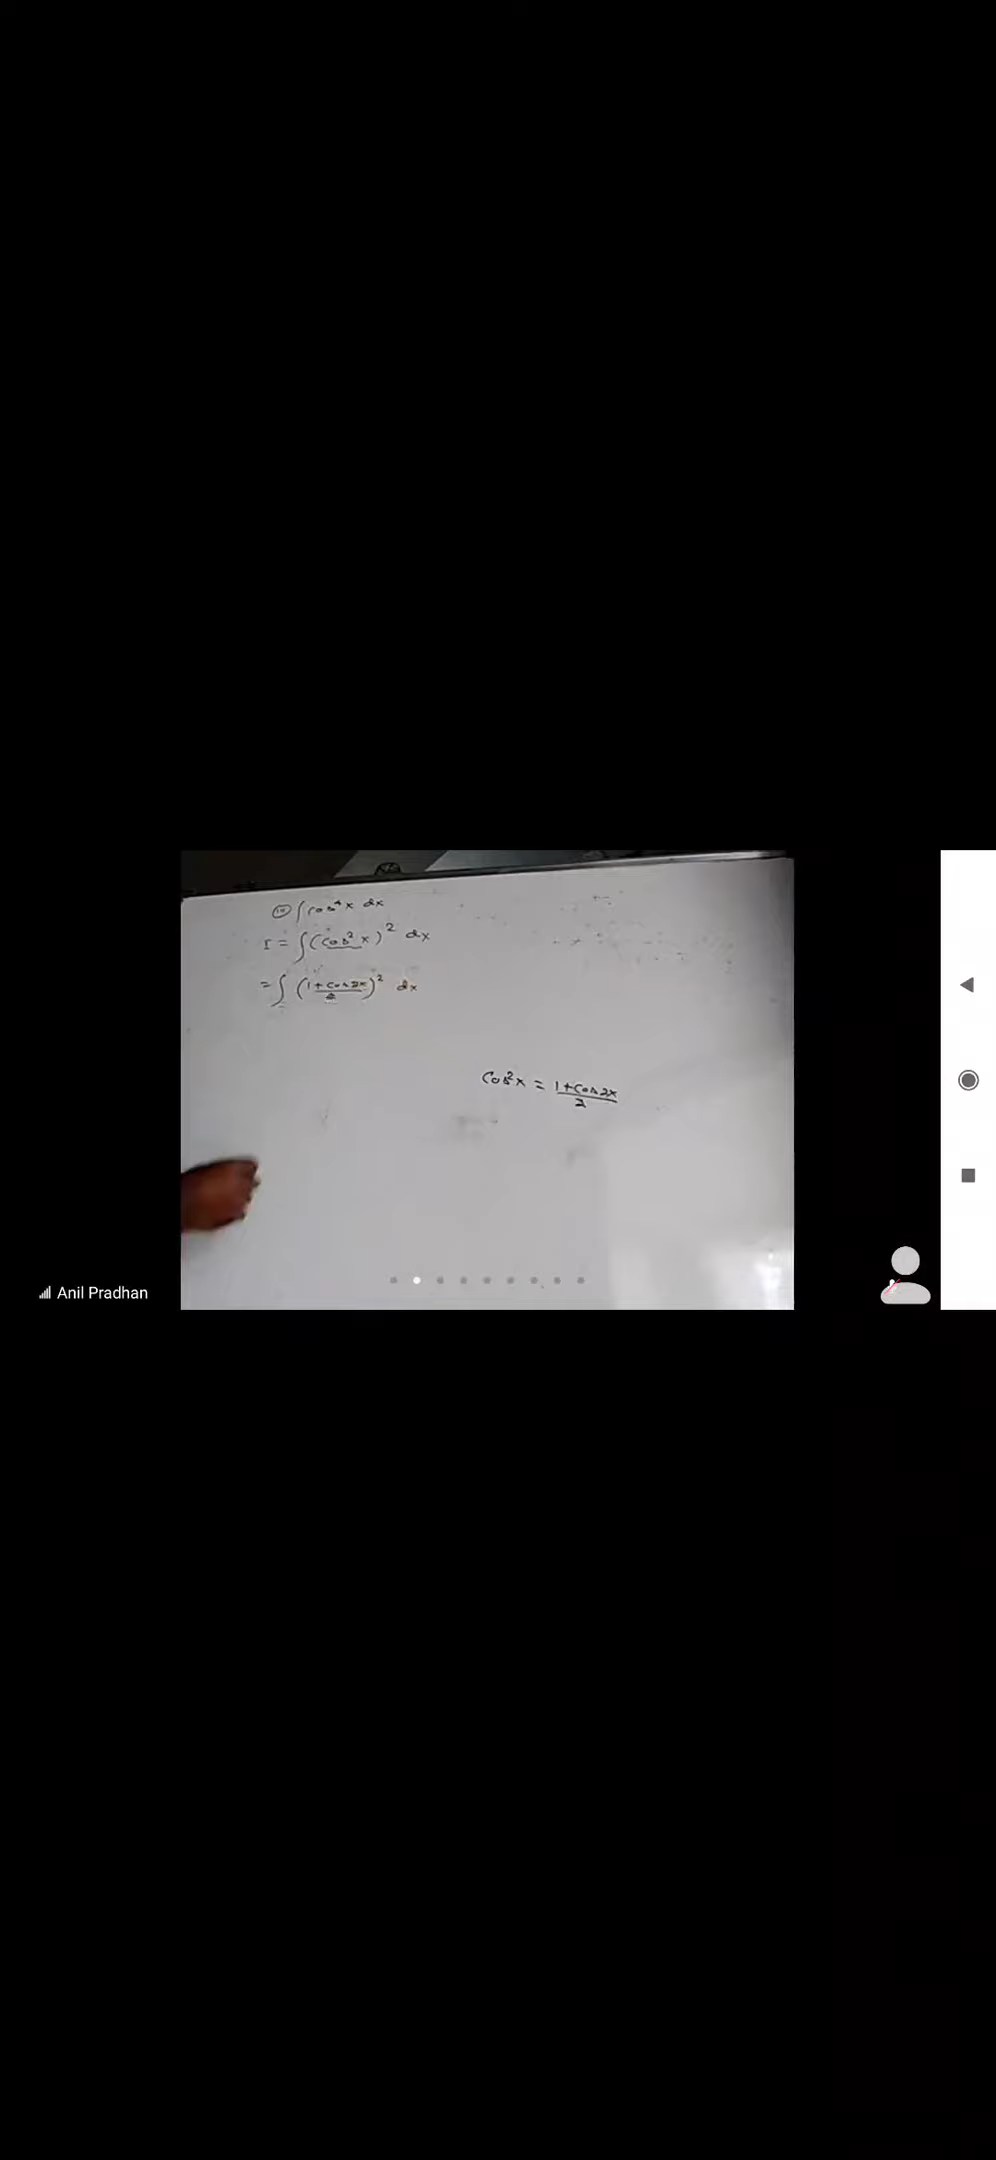 ∫cos⁴x dx
I = ∫(cos²x)² dx
= ∫(1+cos2x/2)² dx
Cos²x = 1+cos2x/2
Anil Pradhan